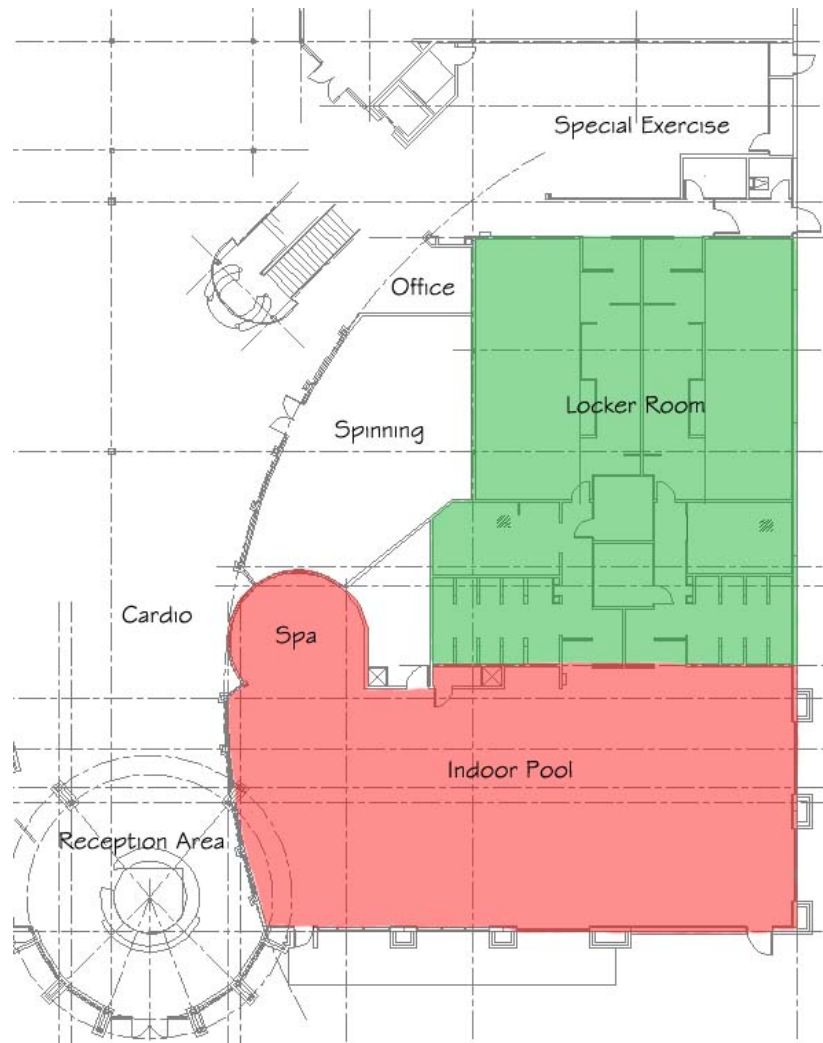 Special Exercise
Office
Locker Room
Spinning
Cardio
Spa
Indoor Pool
Reception Area